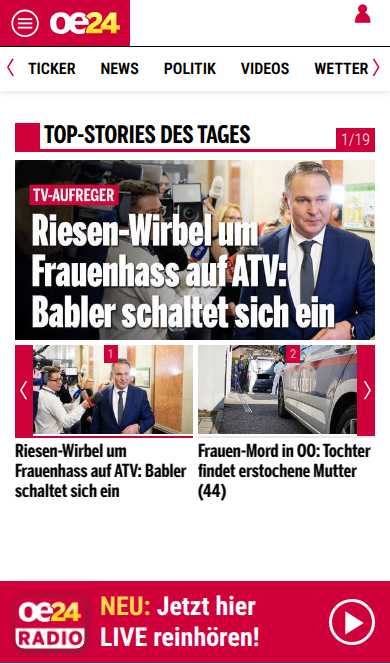 oe24
TICKER NEWS POLITIK VIDEOS WETTER
TOP-STORIES DES TAGES
1/19
TV-AUFREGER
Riesen-Wirbel um
Frauenhass auf ATV:
Babler schaltet sich ein
1
2
Riesen-Wirbel um
Frauenhass auf ATV: Babler
schaltet sich ein
Frauen-Mord in OÖ: Tochter
findet erstochene Mutter
(44)
oe24
RADIO
NEU: Jetzt hier
LIVE reinhören!